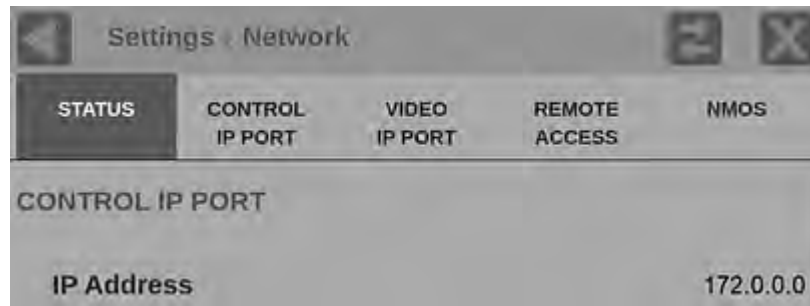 Settings - Network
STATUS
CONTROL
IP PORT
VIDEO
IP PORT
REMOTE
ACCESS
NMOS
CONTROL IP PORT
IP Address 172.0.0.0